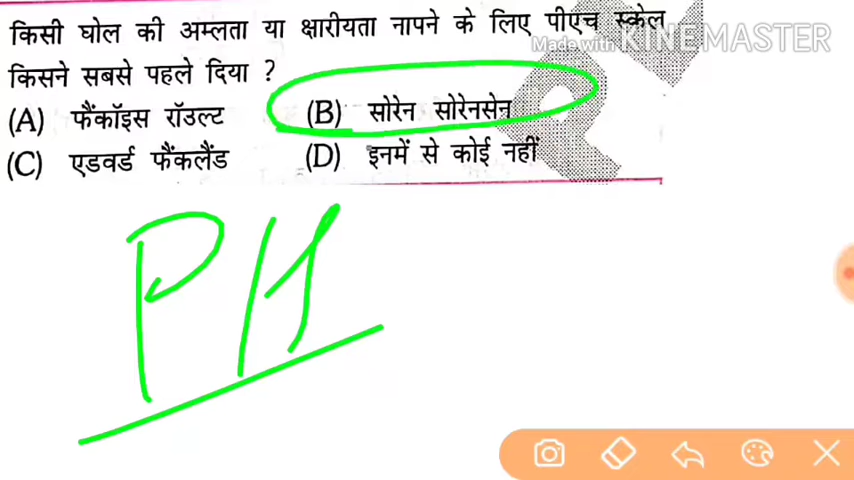 किसी घोल की अम्लता या क्षारीयता नापने के लिए पीएच स्केल
Made with KINEMASTER
किसने सबसे पहले दिया ?
(A) फैंकॉइस रॉउल्ट (B) सोरेन सोरेनसेन
(C) एडवर्ड फैंकलैंड (D) इनमें से कोई नहीं
PH